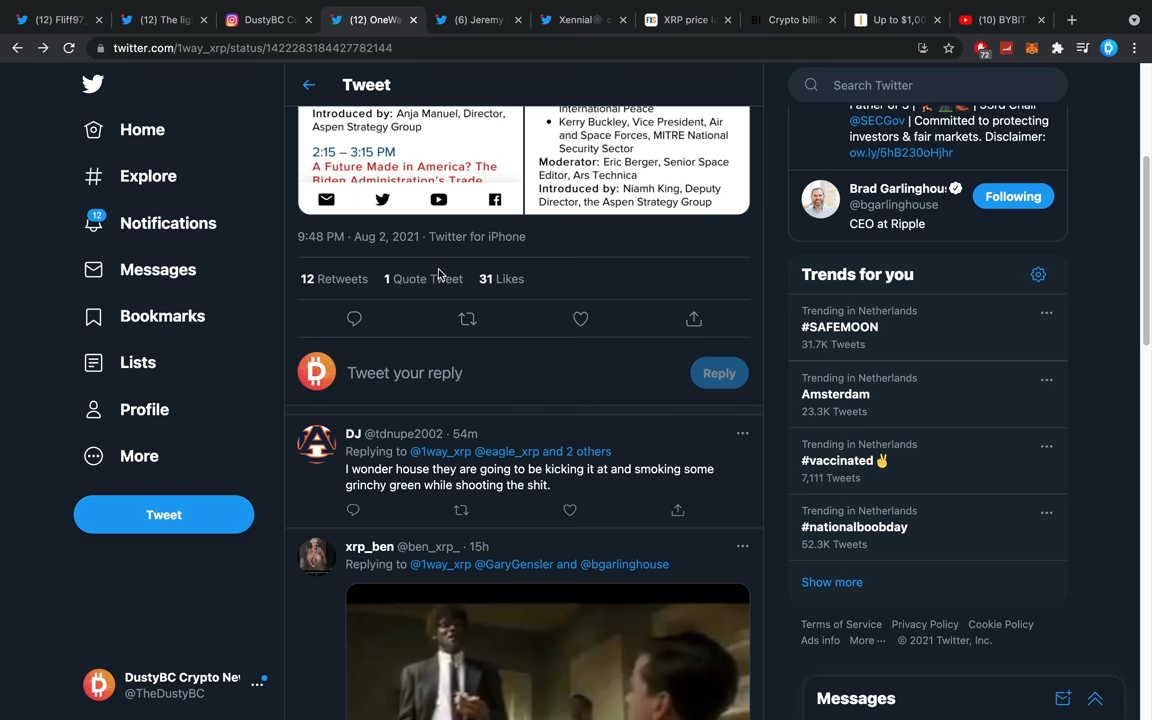 (12) Fliff97_
(12) The lig
DustyBC Cr
(12) OneWa
(6) Jeremy
Xennial
XRP price
Crypto billi
Up to $1,00
(10) BYBIT
twitter.com/1way_xrp/status/1422283184427782144
72
Home
Explore
12
Notifications
Messages
Bookmarks
Lists
Profile
More
Tweet
DustyBC Crypto Ne
@TheDustyBC
Tweet
Introduced by: Anja Manuel, Director,
Aspen Strategy Group
2:15 – 3:15 PM
A Future Made in America? The
Biden Administration's Trade
International Peace
• Kerry Buckley, Vice President, Air
and Space Forces, MITRE National
Security Sector
Moderator: Eric Berger, Senior Space
Editor, Ars Technica
Introduced by: Niamh King, Deputy
Director, the Aspen Strategy Group
9:48 PM · Aug 2, 2021 · Twitter for iPhone
12 Retweets 1 Quote Tweet 31 Likes
Tweet your reply
Reply
DJ @tdnupe2002 · 54m
Replying to @1way_xrp @eagle_xrp and 2 others
I wonder house they are going to be kicking it at and smoking some
grinchy green while shooting the shit.
xrp_ben @ben_xrp_ · 15h
Replying to @1way_xrp @GaryGensler and @bgarlinghouse
Search Twitter
Father of 3 | | 33rd Chair
@SECGov | Committed to protecting
investors & fair markets. Disclaimer:
ow.ly/5hB230oHjhr
Brad Garlinghou
@bgarlinghouse
Following
CEO at Ripple
Trends for you
Trending in Netherlands
#SAFEMOON
31.7K Tweets
Trending in Netherlands
Amsterdam
23.3K Tweets
Trending in Netherlands
#vaccinated✌
7,111 Tweets
Trending in Netherlands
#nationalboobday
52.3K Tweets
Show more
Terms of Service Privacy Policy Cookie Policy
Ads info More ··· © 2021 Twitter, Inc.
Messages